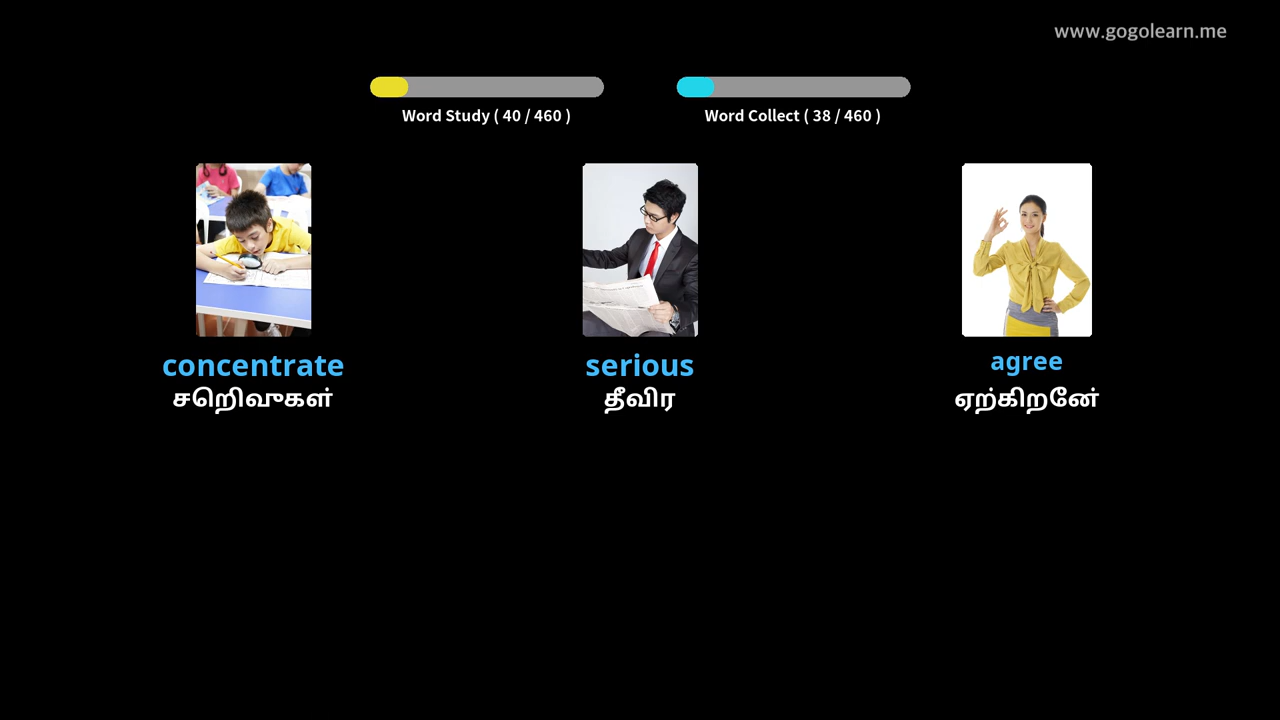 www.gogolearn.me
Word Study ( 40 / 460 )
Word Collect ( 38 / 460 )
concentrate
சறெிவுகள்
serious
தீவிர
agree
ஏற்கிறனே்